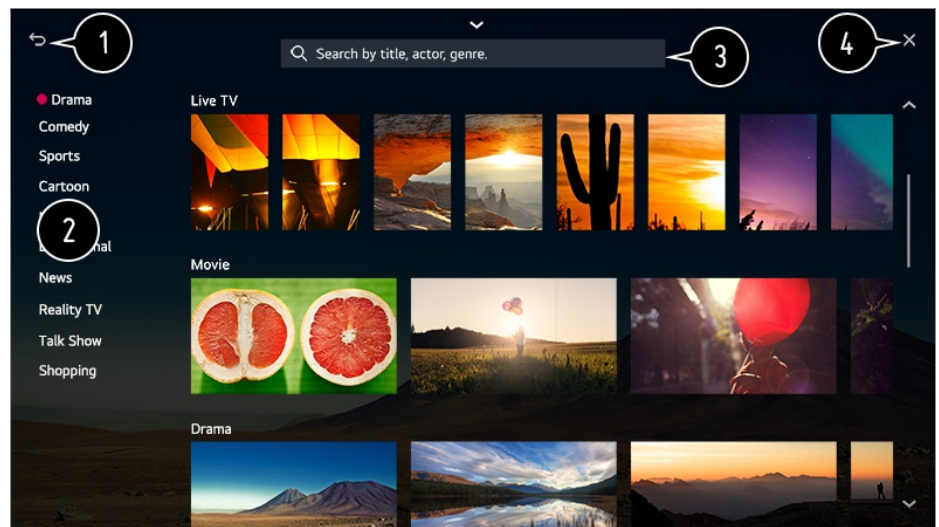 1
3
4
Search by title, actor, genre.
Drama
Comedy
Sports
Cartoon
2
News
Reality TV
Talk Show
Shopping
Live TV
Movie
Drama